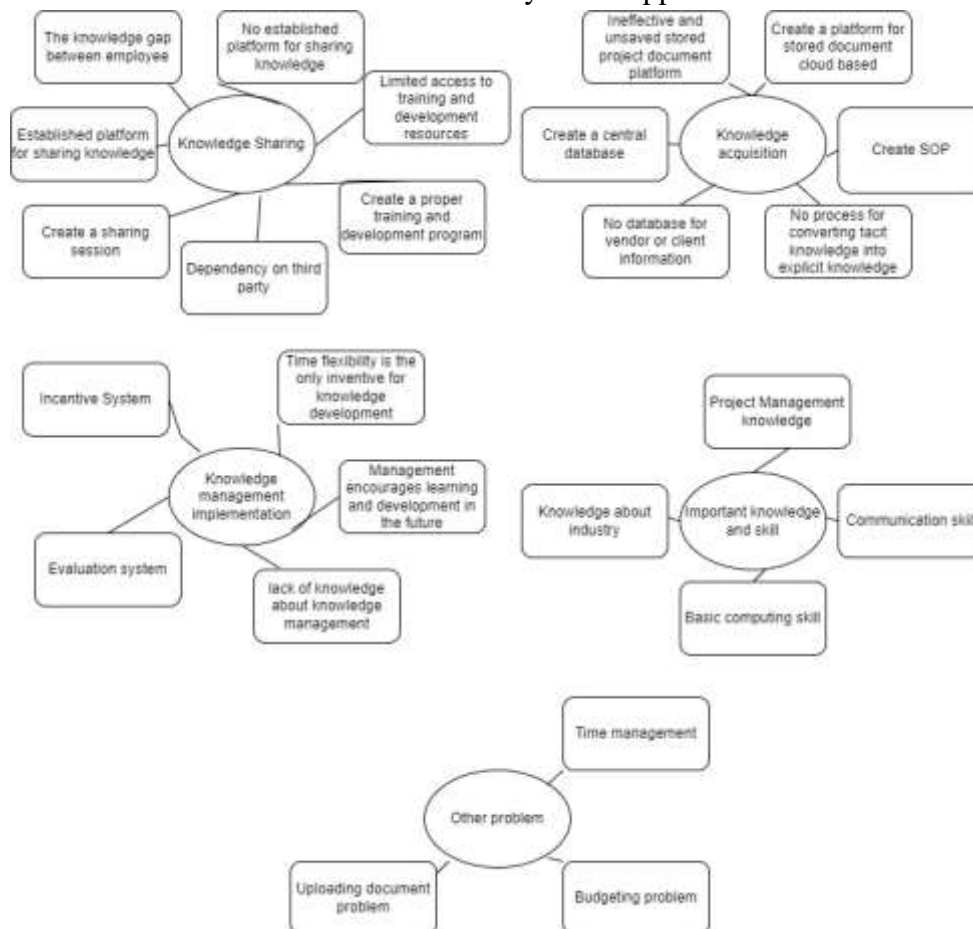 The knowledge gap
between employee
No established
platform for sharing
knowledge
Limited access to
training and
development
resources
Established platform
for sharing knowledge
Knowledge Sharing
Create a sharing
session
Dependency on third
party
Create a proper
training and
development program
Ineffective and
unsaved stored
project document
platform
Create a platform for
stored document
cloud based
Create a central
database
Knowledge
acquisition
Create SOP
No database for
vendor or client
information
No process for
converting tacit
knowledge into
explicit knowledge
Incentive System
Time flexibility is the
only inventive for
knowledge
development
Knowledge
management
implementation
Management
encourages learning
and development in
the future
Evaluation system
lack of knowledge
about knowledge
management
Project Management
knowledge
Knowledge about
industry
Important knowledge
and skill
Communication skill
Basic computing skill
Time management
Other problem
Uploading document
problem
Budgeting problem